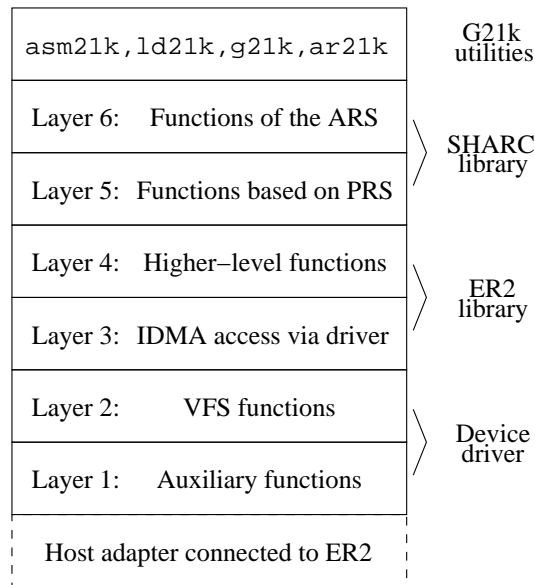 asm21k,ld21k,g21k,ar21k
G21k
utilities
Layer 6: Functions of the ARS
SHARC
library
Layer 5: Functions based on PRS
Layer 4: Higher−level functions
ER2
library
Layer 3: IDMA access via driver
Layer 2: VFS functions
Device
driver
Layer 1: Auxiliary functions
Host adapter connected to ER2